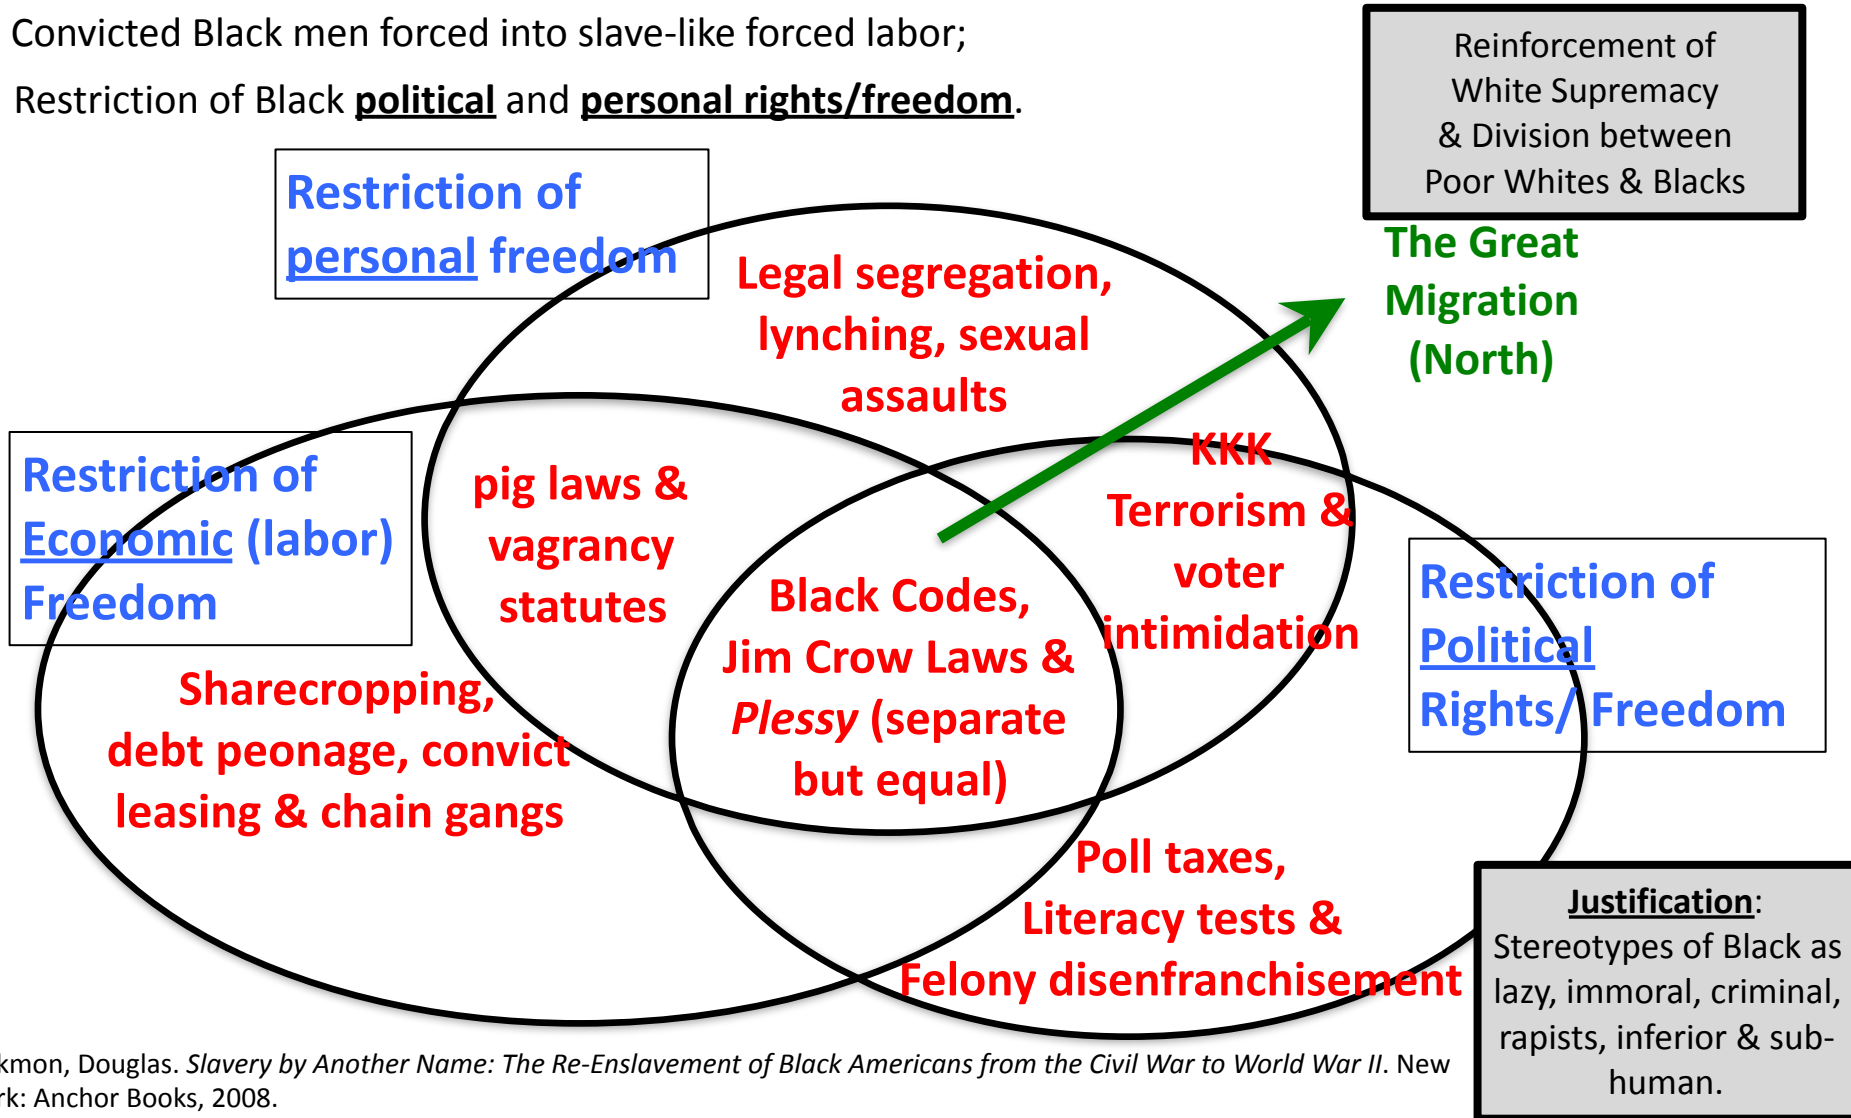 Convicted Black men forced into slave-like forced labor;
Restriction of Black political and personal rights/freedom.
Reinforcement of
White Supremacy
& Division between
Poor Whites & Blacks
Restriction of
personal freedom
The Great
Migration
(North)
Legal segregation,
lynching, sexual
assaults
Restriction of
Economic (labor)
Freedom
pig laws &
vagrancy
statutes
KKK
Terrorism &
voter
intimidation
Restriction of
Political
Rights/ Freedom
Black Codes,
Jim Crow Laws &
Plessy (separate
but equal)
Sharecropping,
debt peonage, convict
leasing & chain gangs
Poll taxes,
Literacy tests &
Felony disenfranchisement
Justification:
Stereotypes of Black as
lazy, immoral, criminal,
rapists, inferior & sub-
human.
kmon, Douglas. Slavery by Another Name: The Re-Enslavement of Black Americans from the Civil War to World War II. New
rk: Anchor Books, 2008.